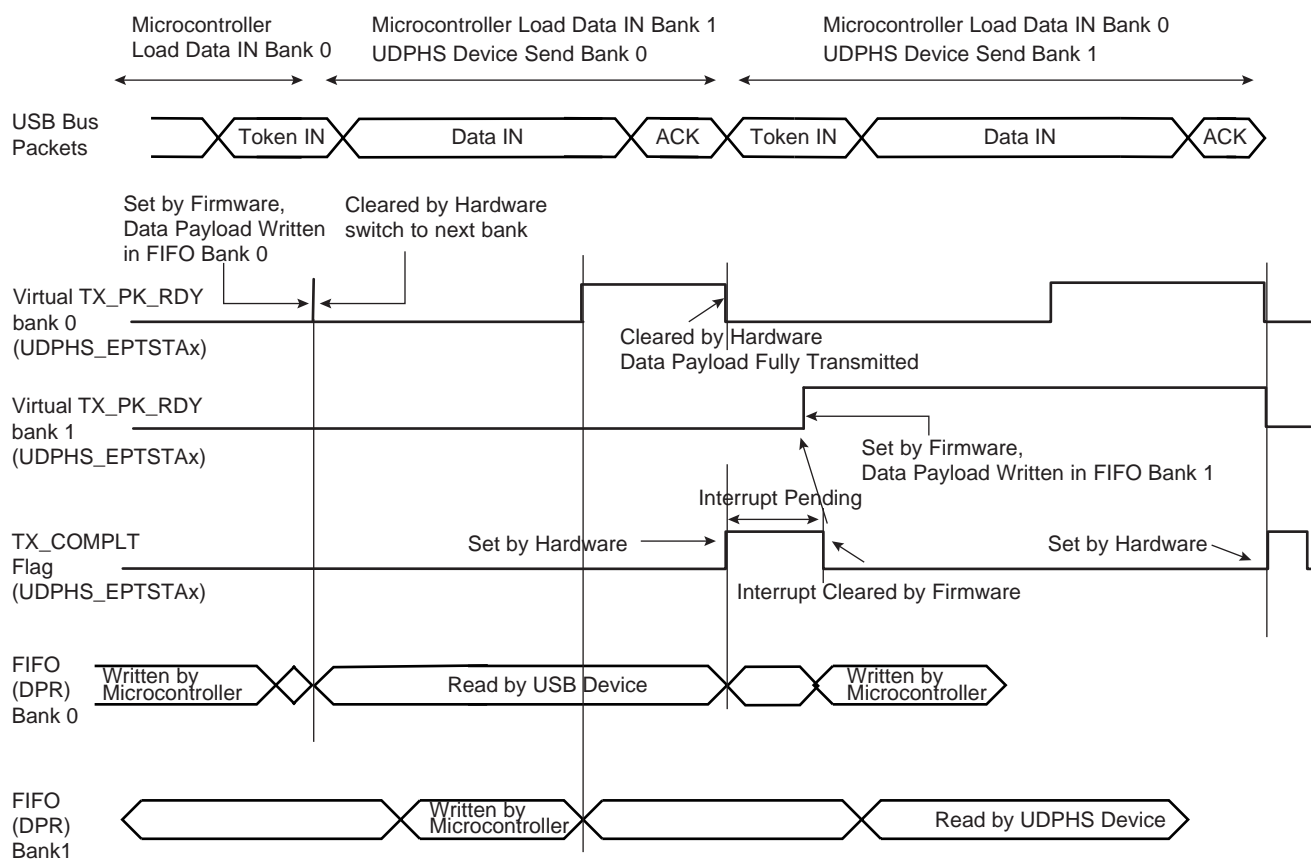 Microcontroller
Load Data IN Bank 0
Microcontroller Load Data IN Bank 1
UDPHS Device Send Bank 0
Microcontroller Load Data IN Bank 0
UDPHS Device Send Bank 1
USB Bus
Packets
Token IN
Data IN
ACK
Token IN
Data IN
ACK
Set by Firmware,
Data Payload Written
in FIFO Bank 0
Cleared by Hardware
switch to next bank
Virtual TX_PK_RDY
bank 0
(UDPHS_EPTSTAx)
Cleared by Hardware
Data Payload Fully Transmitted
Virtual TX_PK_RDY
bank 1
(UDPHS_EPTSTAx)
Set by Firmware,
Data Payload Written in FIFO Bank 1
Interrupt Pending
TX_COMPLT
Flag
(UDPHS_EPTSTAx)
Set by Hardware
Set by Hardware
Interrupt Cleared by Firmware
FIFO
(DPR)
Bank 0
Written by
Microcontroller
Read by USB Device
Written by
Microcontroller
FIFO
(DPR)
Bank1
Written by
Microcontroller
Read by UDPHS Device